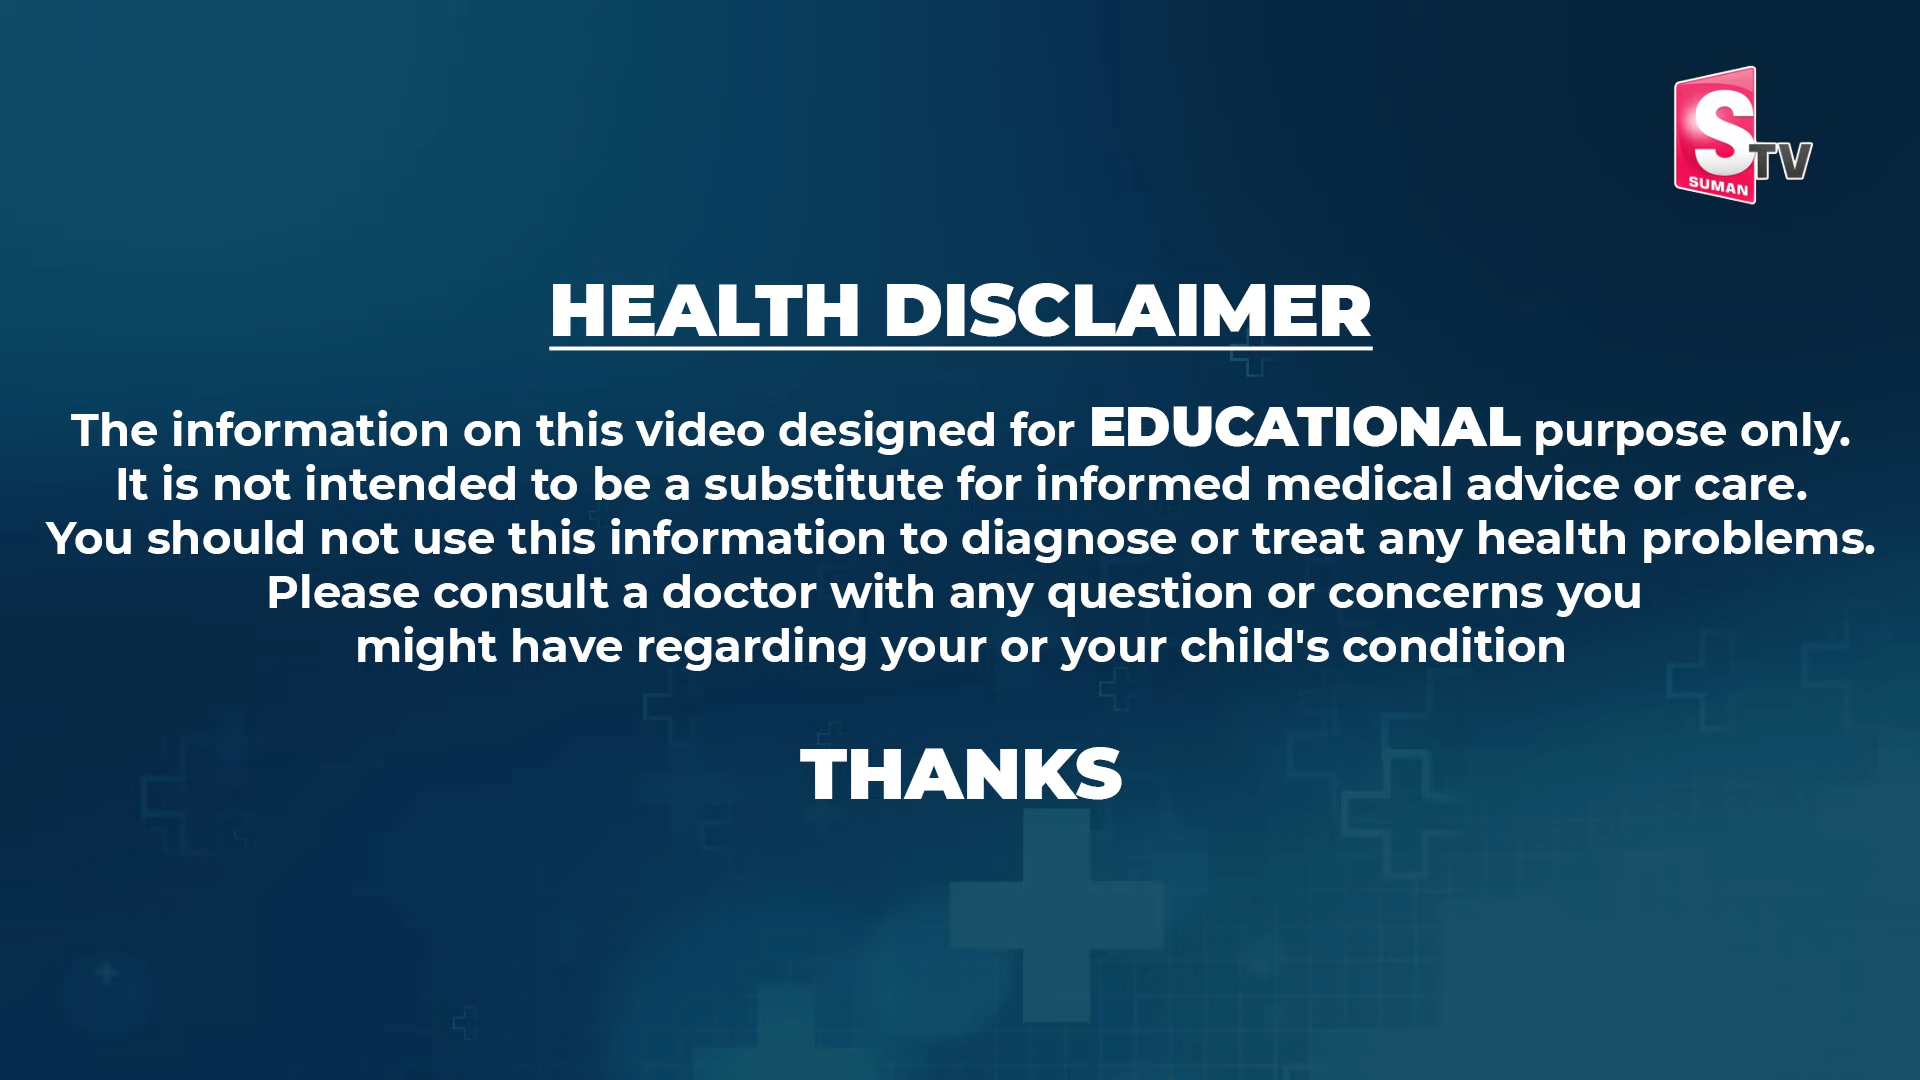 S TV
SUMAN
HEALTH DISCLAIMER
The information on this video designed for EDUCATIONAL purpose only.
It is not intended to be a substitute for informed medical advice or care.
You should not use this information to diagnose or treat any health problems.
Please consult a doctor with any question or concerns you
might have regarding your or your child's condition
THANKS